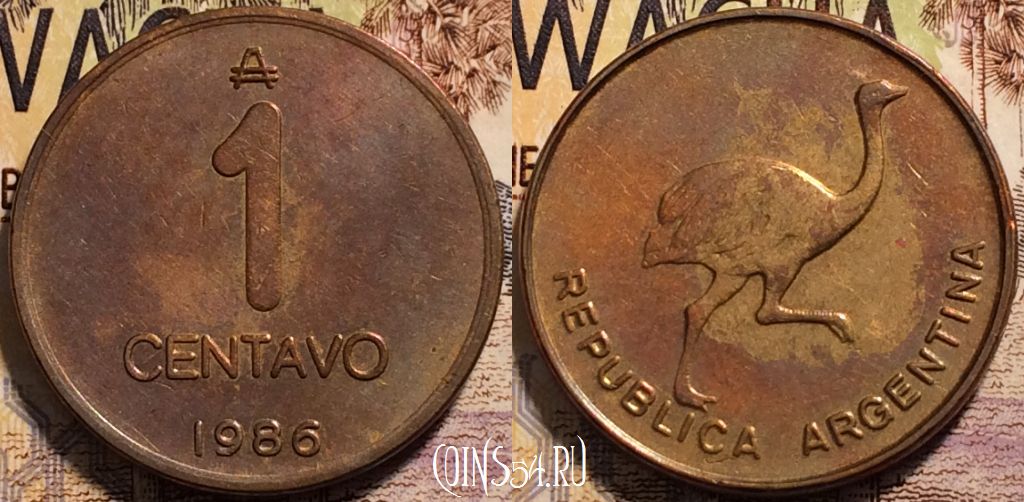 ₳
1
CENTAVO
1986
REPUBLICA ARGENTINA
COINS54.RU